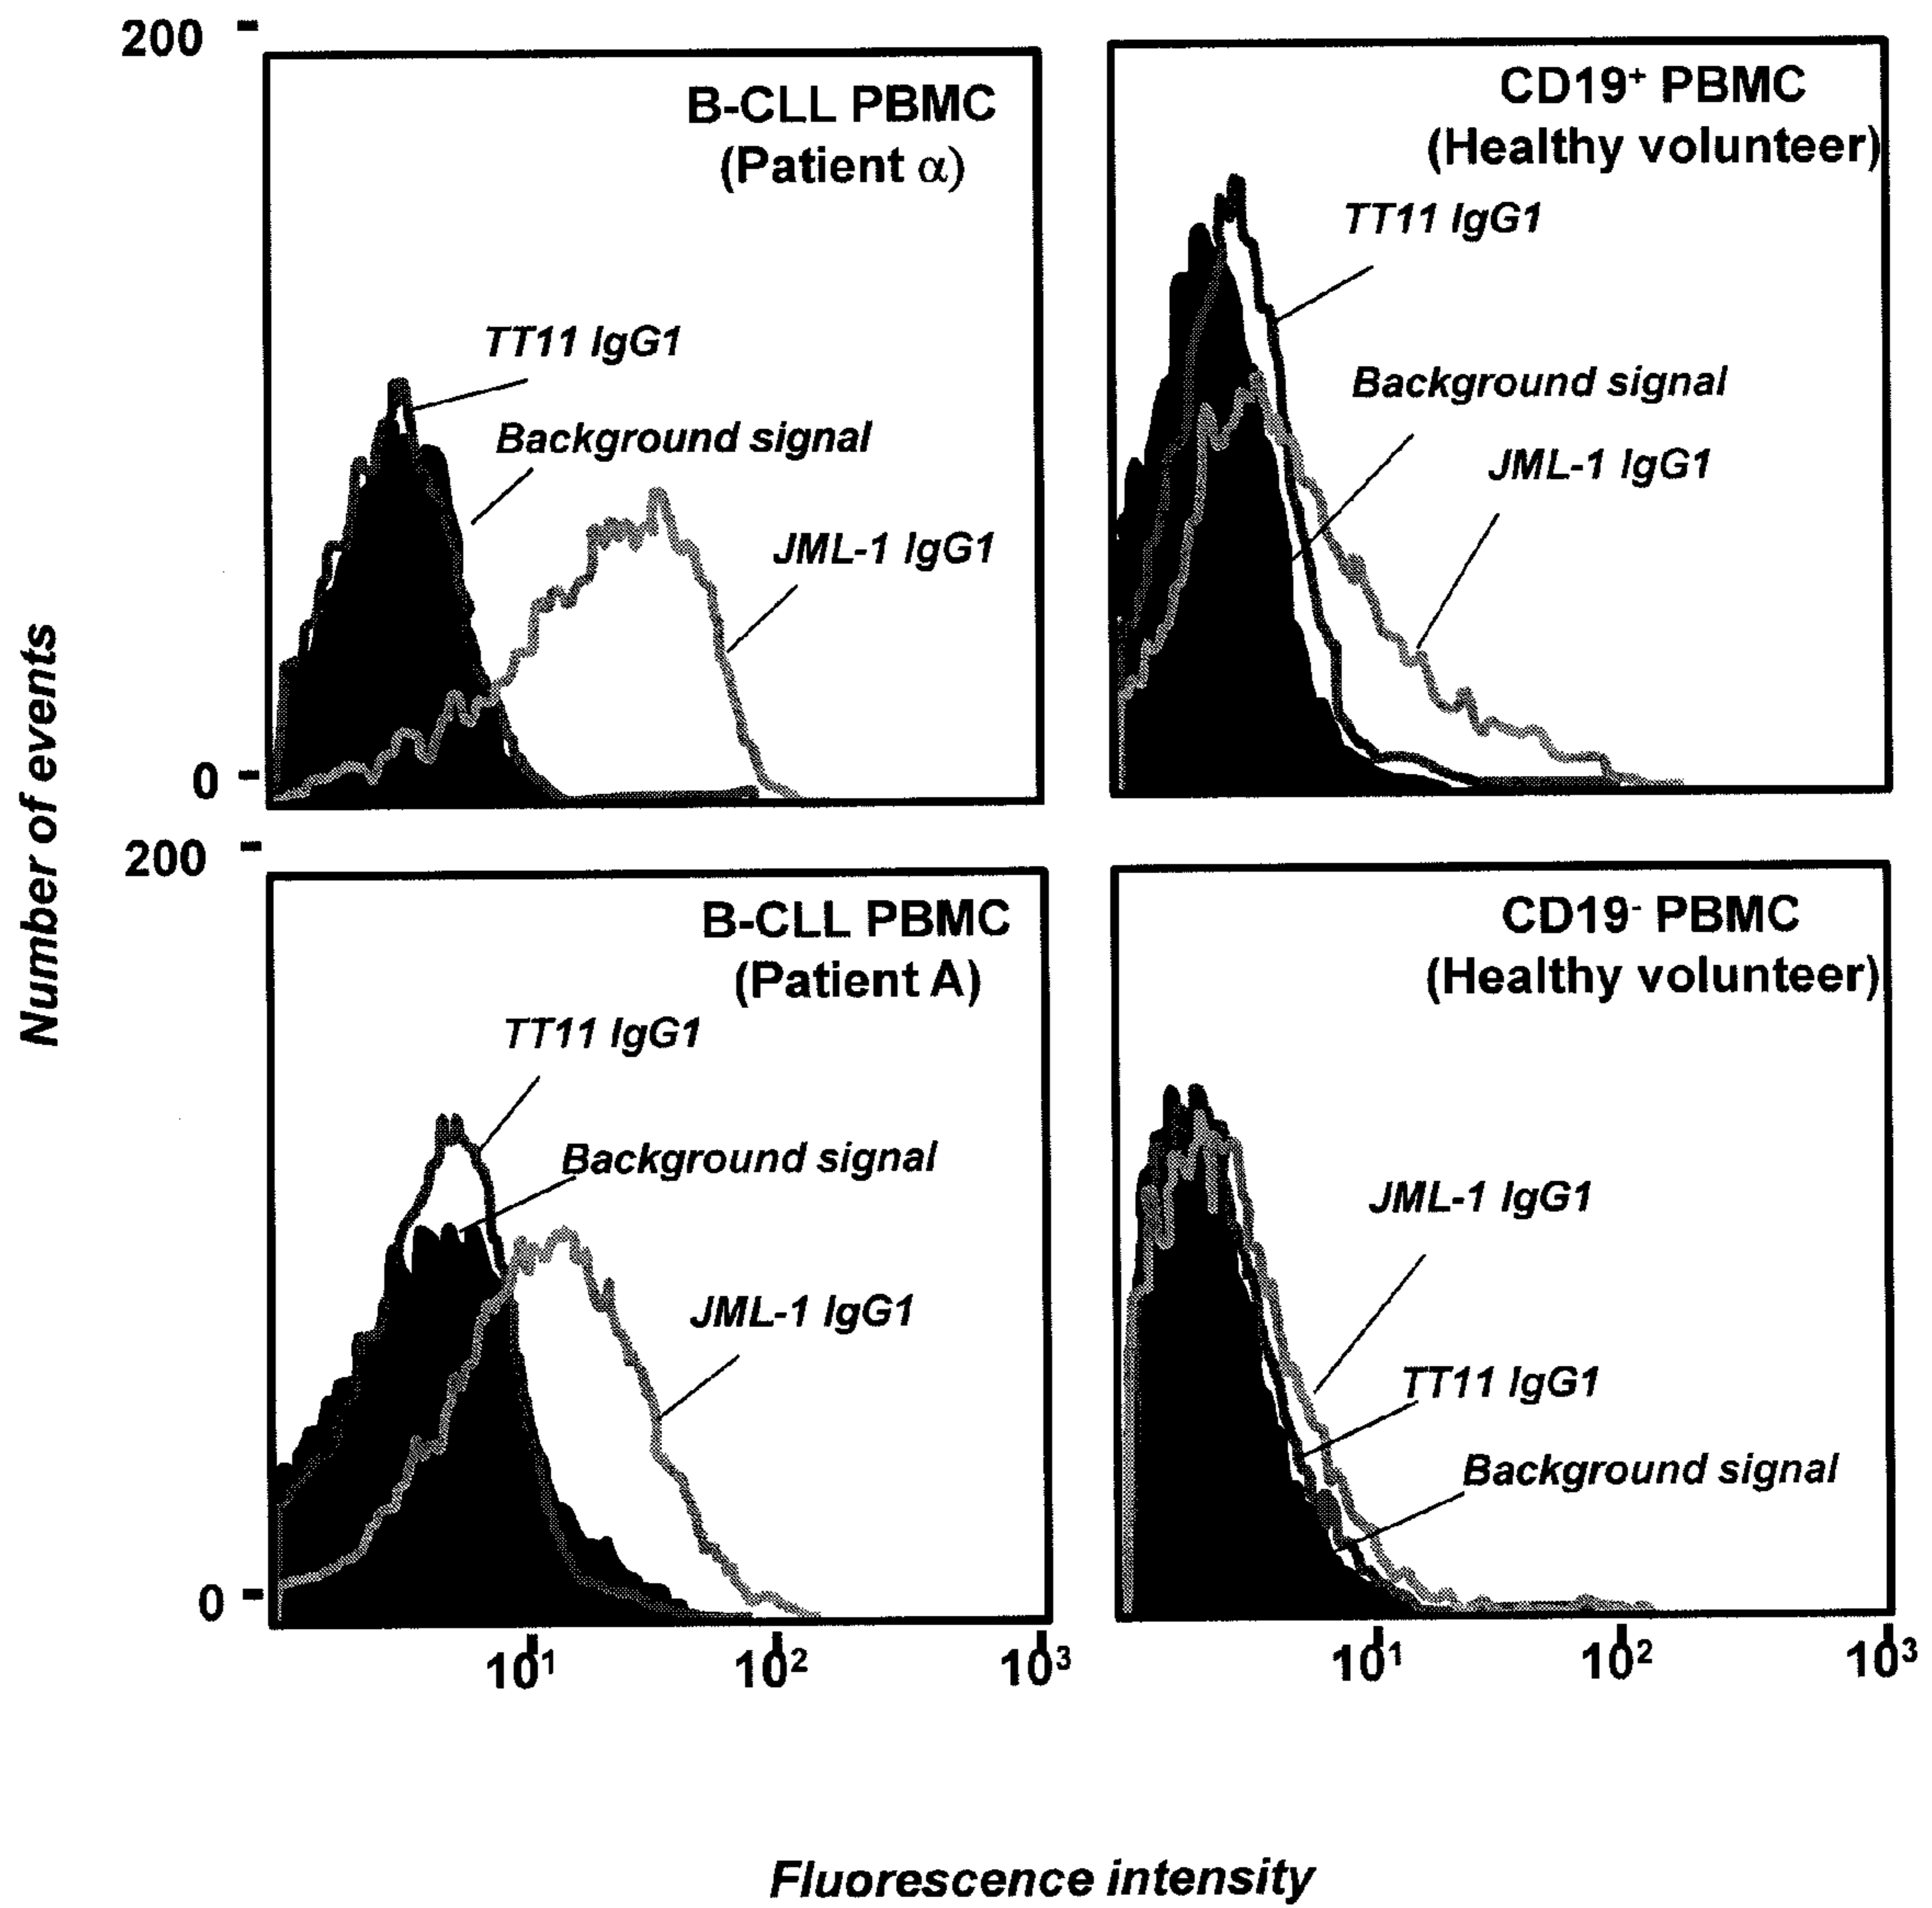 200
B-CLL PBMC
(Patient α)
TT11 IgG1
Background signal
JML-1 IgG1
0
CD19⁺ PBMC
(Healthy volunteer)
TT11 IgG1
Background signal
JML-1 IgG1
Number of events
200
B-CLL PBMC
(Patient A)
TT11 IgG1
Background signal
JML-1 IgG1
0
10¹ 10² 10³
CD19⁻ PBMC
(Healthy volunteer)
JML-1 IgG1
TT11 IgG1
Background signal
10¹ 10² 10³
Fluorescence intensity